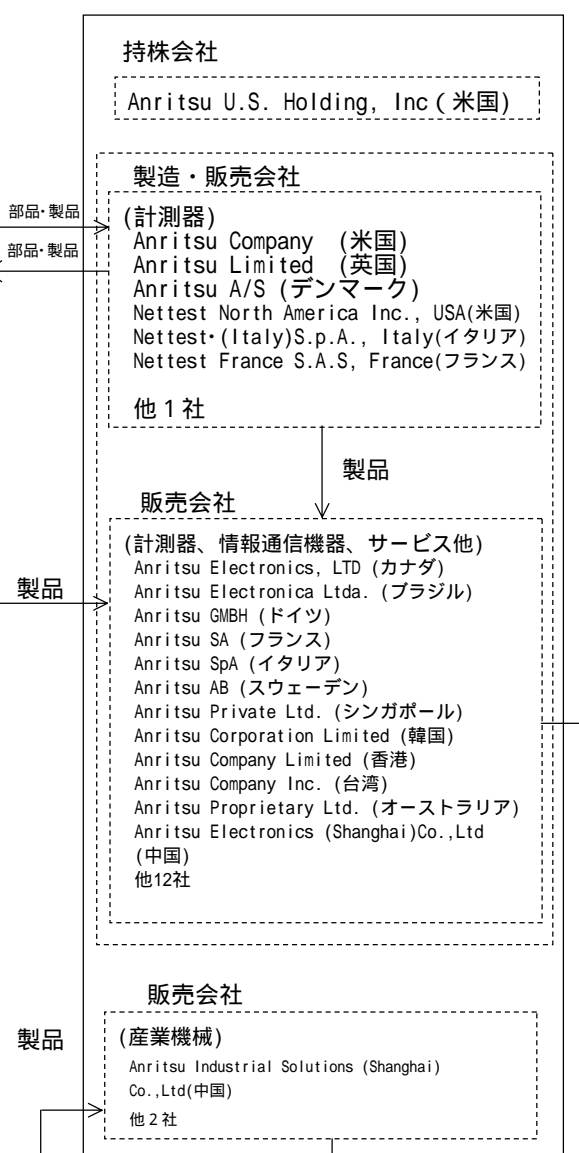 持株会社
Anritsu U.S. Holding, Inc(米国)
製造・販売会社
部品・製品
部品・製品
(計測器)
Anritsu Company (米国)
Anritsu Limited (英国)
Anritsu A/S (デンマーク)
Nettest North America Inc., USA(米国)
Nettest・(Italy)S.p.A., Italy(イタリア)
Nettest France S.A.S, France(フランス)
他1社
製品
販売会社
製品
(計測器、情報通信機器、サービス他)
Anritsu Electronics, LTD (カナダ)
Anritsu Electronica Ltda. (ブラジル)
Anritsu GMBH (ドイツ)
Anritsu SA (フランス)
Anritsu SpA (イタリア)
Anritsu AB (スウェーデン)
Anritsu Private Ltd. (シンガポール)
Anritsu Corporation Limited (韓国)
Anritsu Company Limited (香港)
Anritsu Company Inc. (台湾)
Anritsu Proprietary Ltd. (オーストラリア)
Anritsu Electronics (Shanghai)Co.,Ltd
(中国)
他12社
販売会社
製品
(産業機械)
Anritsu Industrial Solutions (Shanghai)
Co.,Ltd(中国)
他2社